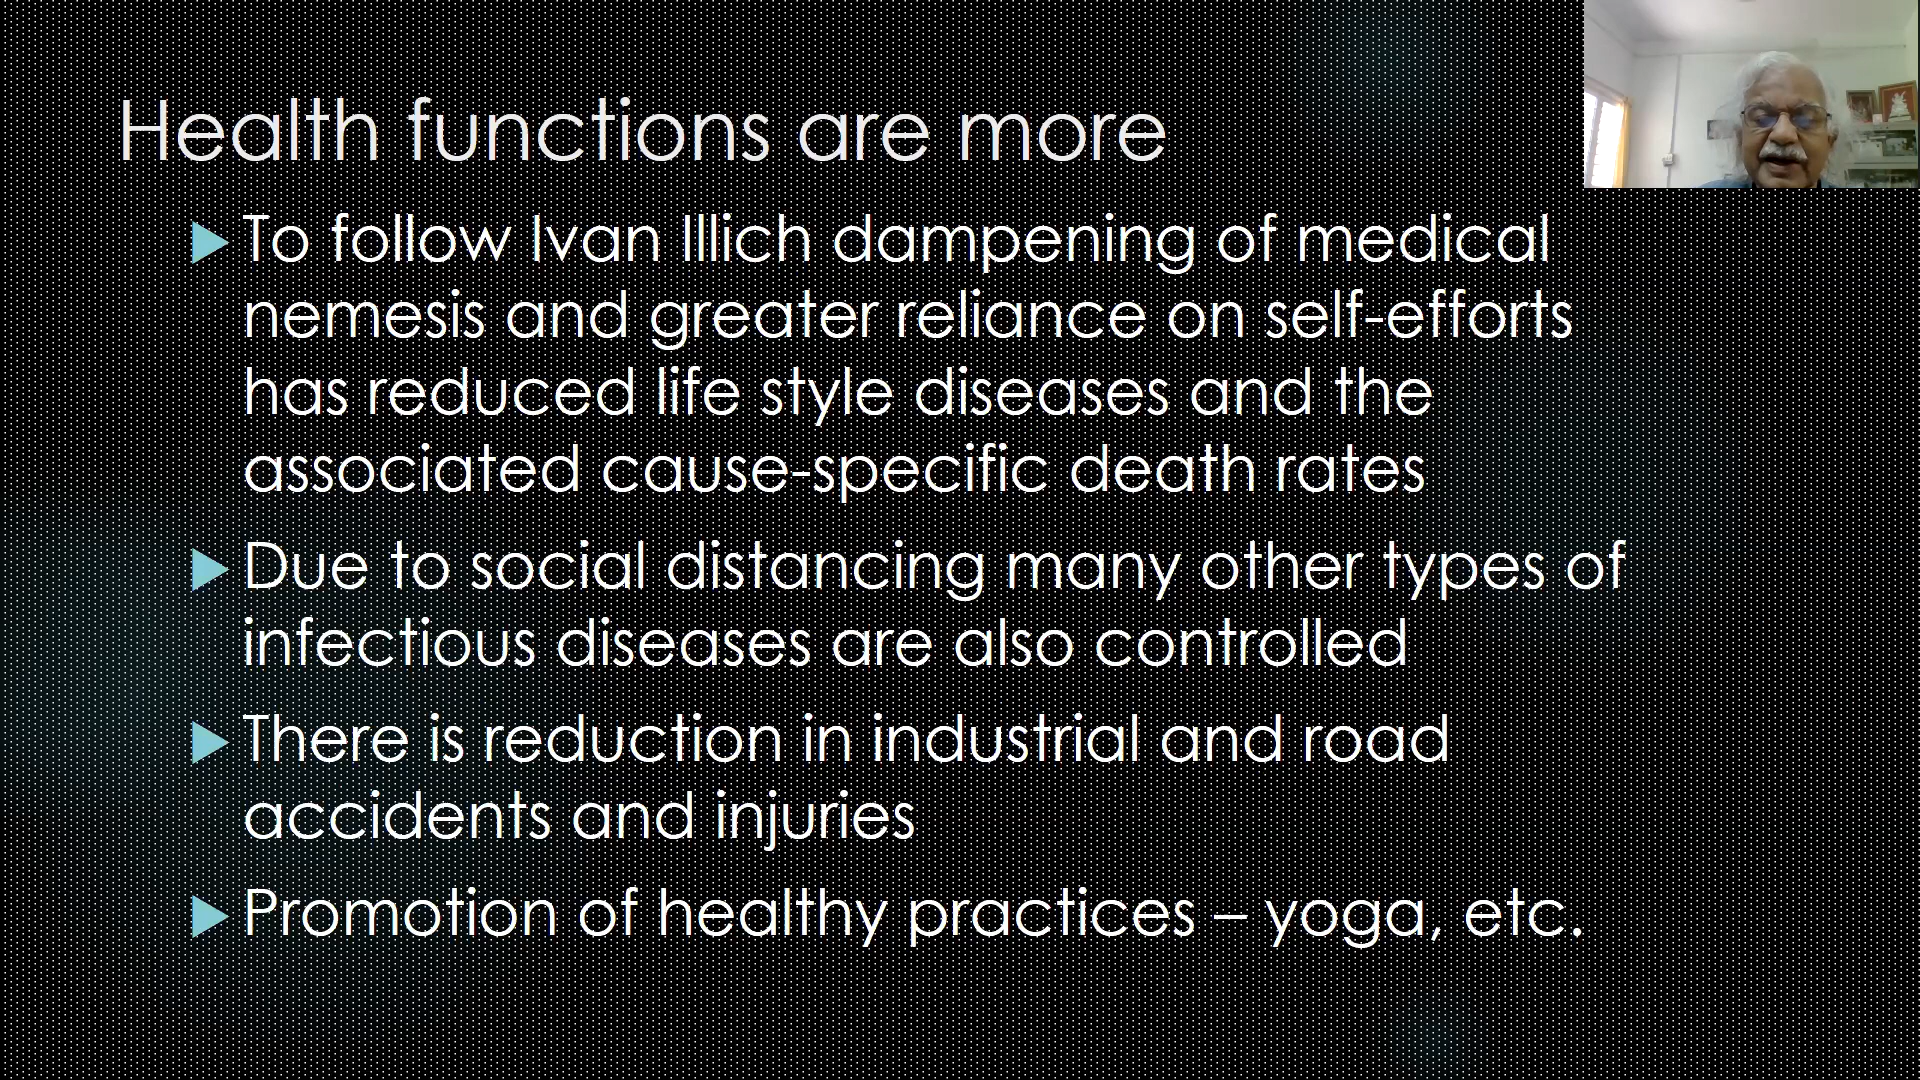 Health functions are more
To follow Ivan Illich dampening of medical
nemesis and greater reliance on self-efforts
has reduced life style diseases and the
associated cause-specific death rates
Due to social distancing many other types of
infectious diseases are also controlled
There is reduction in industrial and road
accidents and injuries
Promotion of healthy practices – yoga, etc.